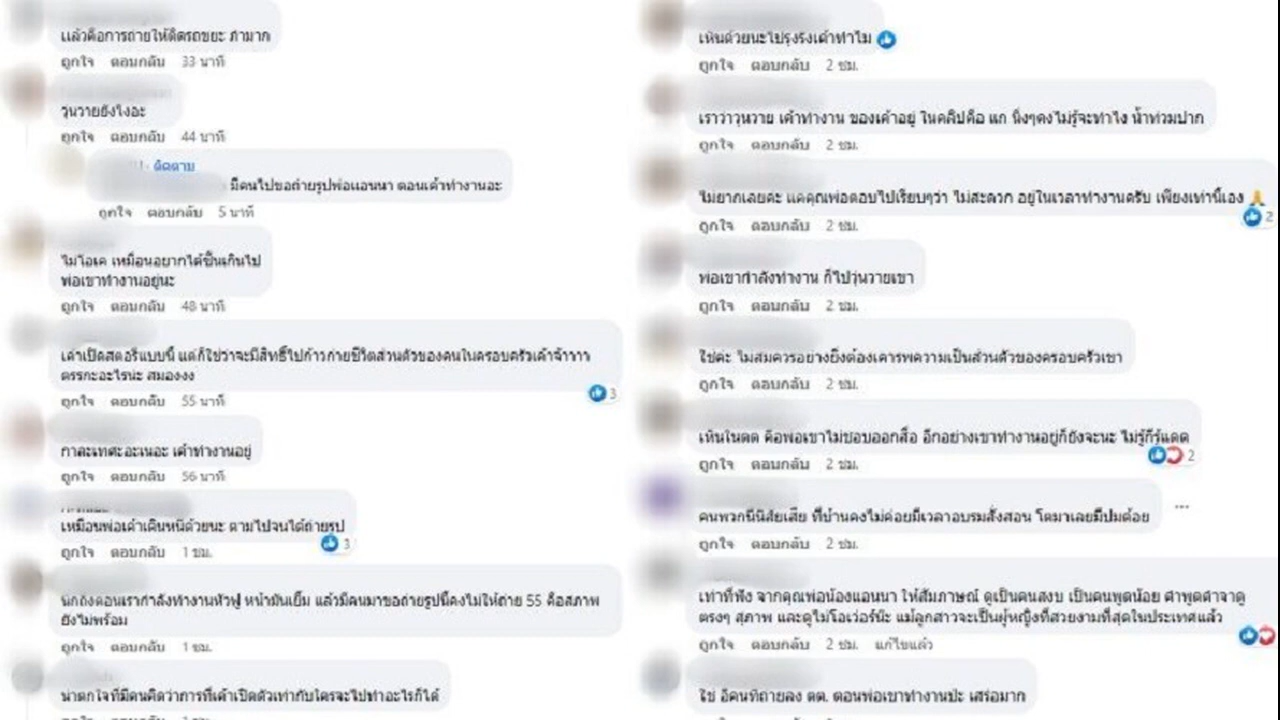 แล้วคือการถ่ายให้ติดรถขยะ ภามาก
ถูกใจ ตอบกลับ 33 นาที
วุ่นวายยังไงอะ
ถูกใจ ตอบกลับ 44 นาที
ติดตาม
มีคนไปขอถ่ายรูปพ่อแอนนา ตอนเค้าทำงานอะ
ถูกใจ ตอบกลับ 5 นาที
ไม่โอเค เหมือนอยากได้ซีนเกินไป
พ่อเขาทำงานอยู่นะ
ถูกใจ ตอบกลับ 48 นาที
เค้าเปิดสตอรี่แบบนี้ แต่ก็ใช่ว่าจะมีสิทธิ์ไปก้าวก่ายชีวิตส่วนตัวของคนในครอบครัวเค้าจ้าาาา
ตรรกะอะไรน่ะ สมองงง
3
ถูกใจ ตอบกลับ 55 นาที
กาละเทศะอะเนอะ เค้าทำงานอยู่
ถูกใจ ตอบกลับ 56 นาที
เหมือนพ่อเค้าเดินหนีด้วยนะ ตามไปจนได้ถ่ายรูป
3
ถูกใจ ตอบกลับ 1 ชม.
นึกถึงตอนเรากำลังทำงานหัวฟู หน้ามันเยิ้ม แล้วมีคนมาขอถ่ายรูปนี้คงไม่ให้ถ่าย 55 คือสภาพ
ยังไม่พร้อม
ถูกใจ ตอบกลับ 1 ชม.
น่าตกใจที่มีคนคิดว่าการที่เค้าเปิดตัวเท่ากับใครจะไปทำอะไรก็ได้
เห็นด้วยนะไปรุงรังเค้าทำไม
ถูกใจ ตอบกลับ 2 ชม.
เราว่าวุ่นวาย เค้าทำงาน ของเค้าอยู่ ในคลิปคือ แก นิ่งๆคงไม่รู้จะทำไง น้ำท่วมปาก
ถูกใจ ตอบกลับ 2 ชม.
ไม่ยากเลยค่ะ แค่คุณพ่อตอบไปเรียบๆว่า ไม่สะดวก อยู่ในเวลาทำงานครับ เพียงเท่านี้เอง 🙏
2
ถูกใจ ตอบกลับ 2 ชม.
พ่อเขากำลังทำงาน ก็ไปวุ่นวายเขา
ถูกใจ ตอบกลับ 2 ชม.
ใช่ค่ะ ไม่สมควรอย่างยิ่งต้องเคารพความเป็นส่วนตัวของครอบครัวเขา
ถูกใจ ตอบกลับ 2 ชม.
เห็นในตต คือพ่อเขาไม่ชอบออกสื่อ อีกอย่างเขาทำงานอยู่ก็ยังจะนะ ไม่รู้กี่รู้แดด
2
ถูกใจ ตอบกลับ 2 ชม.
คนพวกนี้นิสัยเสีย ที่บ้านคงไม่ค่อยมีเวลาอบรมสั่งสอน โตมาเลยมีปมด้อย
ถูกใจ ตอบกลับ 2 ชม.
เท่าที่ฟัง จากคุณพ่อน้องแอนนา ให้สัมภาษณ์ ดูเป็นคนสงบ เป็นคนพูดน้อย คำพูดคำจาดู
ตรงๆ สุภาพ และดูไม่โอเว่อร์น๊ะ แม้ลูกสาวจะเป็นผู้หญิงที่สวยงามที่สุดในประเทศแล้ว
ถูกใจ ตอบกลับ 2 ชม. แก้ไขแล้ว
ใช่ อีคนที่ถ่ายลง ตต. ตอนพ่อเขาทำงานป่ะ เสร่อมาก